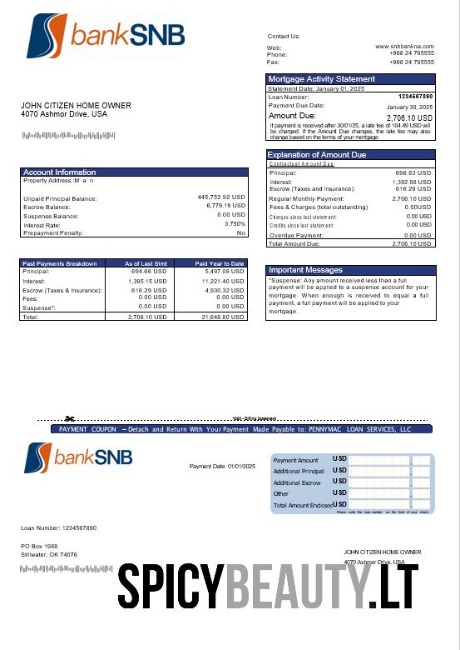 bankSNB
Contact Us:
Web: www.snbbankna.com
Phone: +988 24 795555
Fax: +988 24 795555
Mortgage Activity Statement
Statement Date: January 01, 2025
Loan Number: 1234567890
Payment Due Date: January 30, 2025
Amount Due: 2,706.10 USD
If payment is received after 30/01/25, a late fee of 104.49 USD will
be charged. If the Amount Due changes, the late fee may also
change based on the terms of mortgage.
JOHN CITIZEN HOME OWNER
4070 Ashmor Drive, USA
Explanation of Amount Due
Contractual Amount Due
Principal: 696.83 USD
Interest: 1,392.98 USD
Escrow (Taxes and Insurance): 616.29 USD
Regular Monthly Payment: 2,706.10 USD
Fees & Charges (total outstanding) 0.00USD
Charges since last statement: 0.00 USD
Credits since last statement: 0.00 USD
Overdue Payment: 0.00 USD
Total Amount Due: 2,706.10 USD
Account Information
Property Address :M a n
Unpaid Principal Balance: 445,752.92 USD
Escrow Balance: 6,779.19 USD
Suspense Balance: 0.00 USD
Interest Rate: 3.750%
Prepayment Penalty: No
Past Payments Breakdown As of Last Stmt Paid Year to Date
Principal: 694.66 USD 5,497.08 USD
Interest: 1,395.15 USD 11,221.40 USD
Escrow (Taxes & Insurance): 616.29 USD 4,930.32 USD
Fees: 0.00 USD 0.00 USD
Suspense*: 0.00 USD 0.00 USD
Total: 2,706.10 USD 21,648.80 USD
Important Messages
*Suspense: Any amount received less than a full
payment will be applied to a suspense account for your
mortgage. When enough is received to equal a full
payment, a full payment will be applied to your
mortgage.
PAYMENT COUPON – Detach and Return With Your Payment Made Payable to: PENNYMAC LOAN SERVICES, LLC
bankSNB
Payment Date: 01/01/2025
Payment Amount USD
Additional Principal USD
Additional Escrow USD
Other USD
Total Amount Enclosed USD
Loan Number: 1234567890
PO Box 1988
Stillwater, OK 74076
JOHN CITIZEN HOME OWNER
4070 Ashmor Drive, USA
SPICYBEAUTY.LT